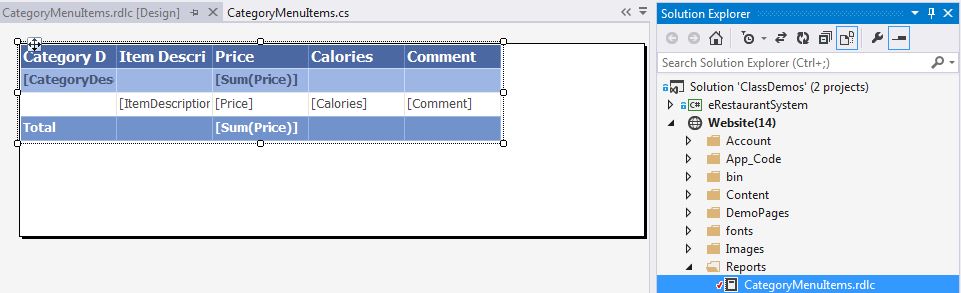 CategoryMenuItems.rdlc [Design]
CategoryMenuItems.cs
Category D Item Descri Price Calories Comment
[CategoryDes [Sum(Price)]
[ItemDescription [Price] [Calories] [Comment]
Total [Sum(Price)]
Solution Explorer
Search Solution Explorer (Ctrl+;)
Solution 'ClassDemos' (2 projects)
C# eRestaurantSystem
Website(14)
Account
App_Code
bin
Content
DemoPages
fonts
Images
Reports
CategoryMenuItems.rdlc